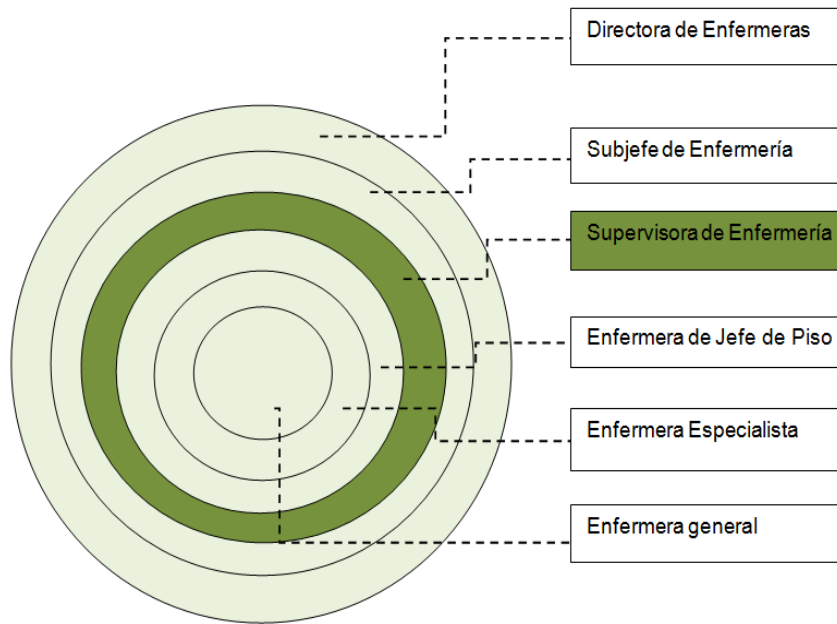 Directora de Enfermeras
Subjefe de Enfermería
Supervisora de Enfermería
Enfermera de Jefe de Piso
Enfermera Especialista
Enfermera general